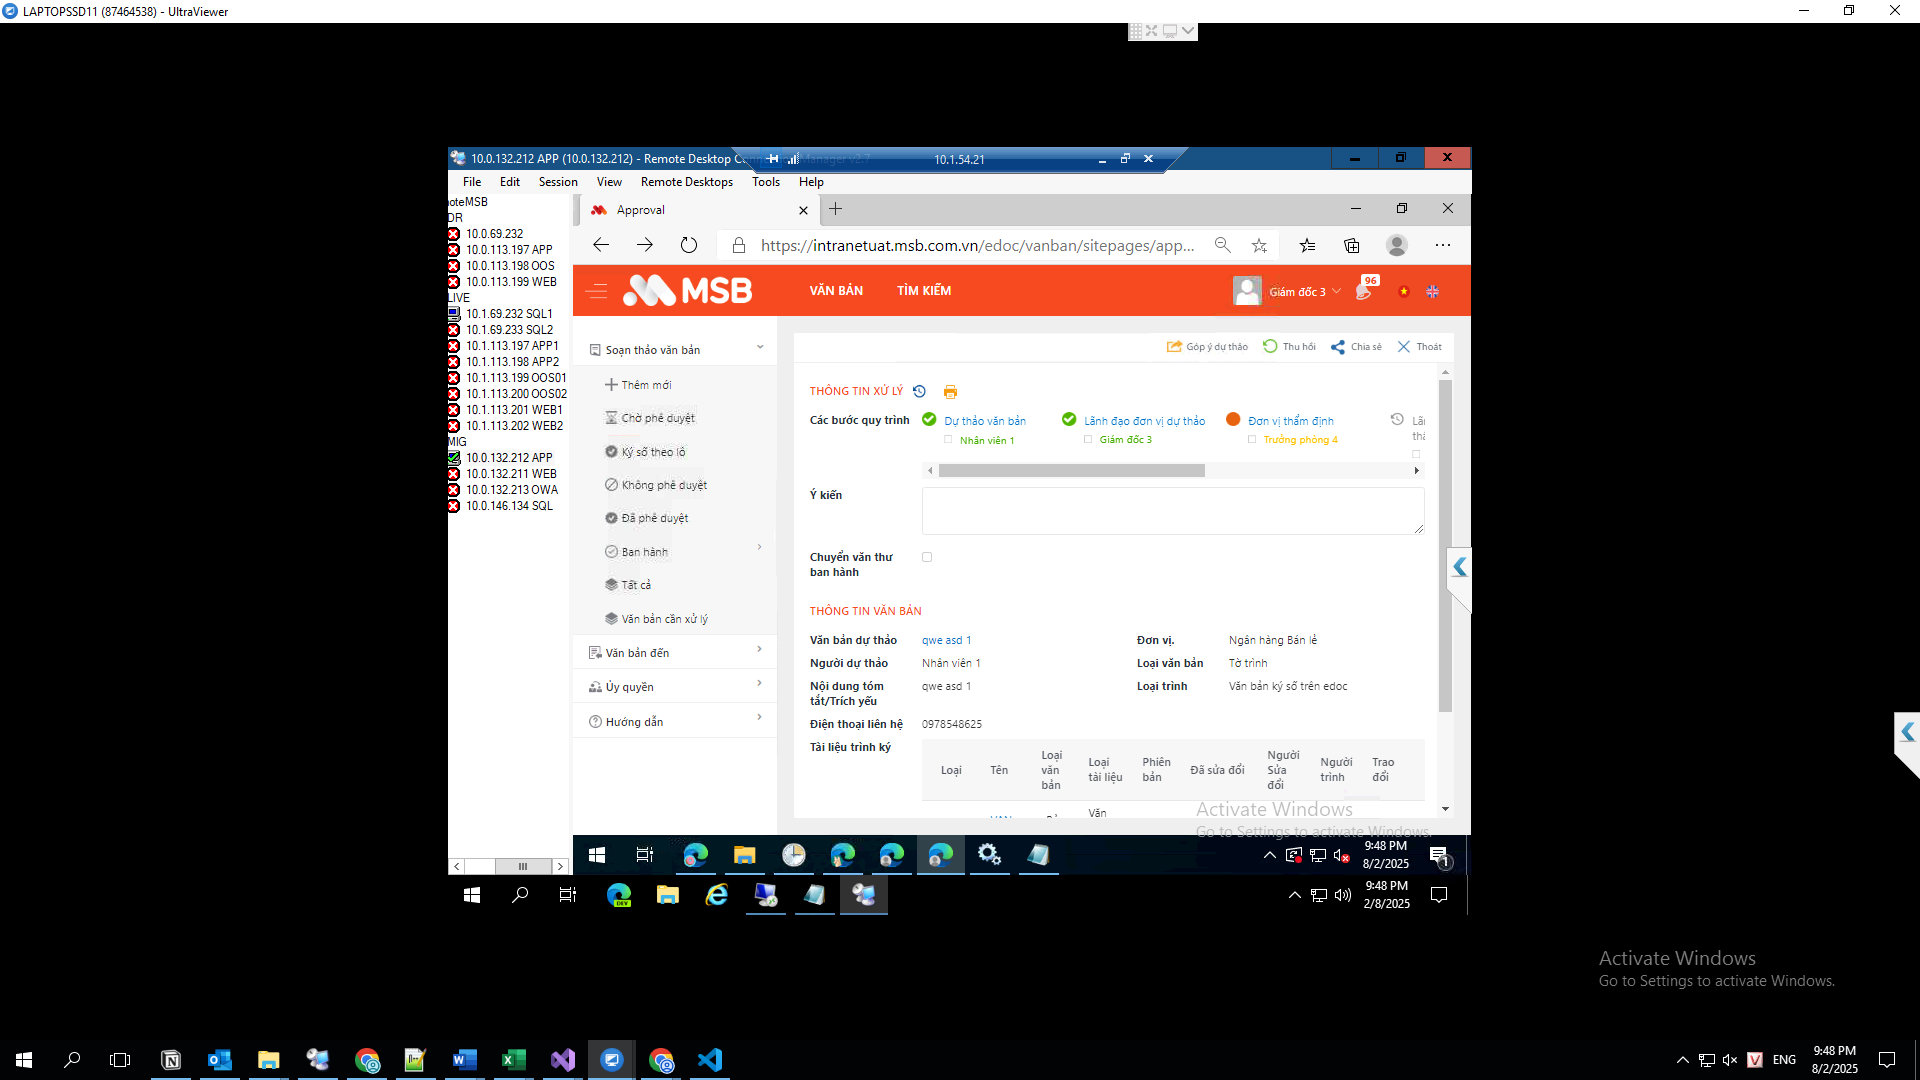 LAPTOPSSD11 (87464538) - UltraViewer
10.0.132.212 APP (10.0.132.212) - Remote Desktop
10.1.54.21
File Edit Session View Remote Desktops Tools Help
oteMSB
DR
10.0.69.232
10.0.113.197 APP
10.0.113.198 OOS
10.0.113.199 WEB
LIVE
10.1.69.232 SQL1
10.1.69.233 SQL2
10.1.113.197 APP1
10.1.113.198 APP2
10.1.113.199 OOS01
10.1.113.200 OOS02
10.1.113.201 WEB1
10.1.113.202 WEB2
MIG
10.0.132.212 APP
10.0.132.211 WEB
10.0.132.213 OWA
10.0.146.134 SQL
Approval
https://intranetuat.msb.com.vn/edoc/vanban/sitepages/app...
MSB
VĂN BẢN TÌM KIẾM
Giám đốc 3
96
Soạn thảo văn bản
Thêm mới
Chờ phê duyệt
Ký số theo lô
Không phê duyệt
Đã phê duyệt
Ban hành
Tất cả
Văn bản cần xử lý
Văn bản đến
Ủy quyền
Hướng dẫn
Góp ý dự thảo Thu hồi Chia sẻ Thoát
THÔNG TIN XỬ LÝ
Các bước quy trình
Dự thảo văn bản
Nhân viên 1
Lãnh đạo đơn vị dự thảo
Giám đốc 3
Đơn vị thẩm định
Trưởng phòng 4
Ý kiến
Chuyển văn thư
ban hành
THÔNG TIN VĂN BẢN
Văn bản dự thảo qwe asd 1
Đơn vị. Ngân hàng Bán lẻ
Người dự thảo Nhân viên 1
Loại văn bản Tờ trình
Nội dung tóm
tắt/Trích yếu
qwe asd 1
Loại trình Văn bản ký số trên edoc
Điện thoại liên hệ 0978548625
Tài liệu trình ký
Loại
Tên
Loại
văn
bản
Loại
tài liệu
Phiên
bản
Đã sửa đổi
Người
Sửa
đổi
Người
trình
Trao
đổi
Văn
Activate Windows
Go to Settings to activate Windows.
9:48 PM
8/2/2025
1
DEV
9:48 PM
2/8/2025
Activate Windows
Go to Settings to activate Windows.
ENG
9:48 PM
8/2/2025